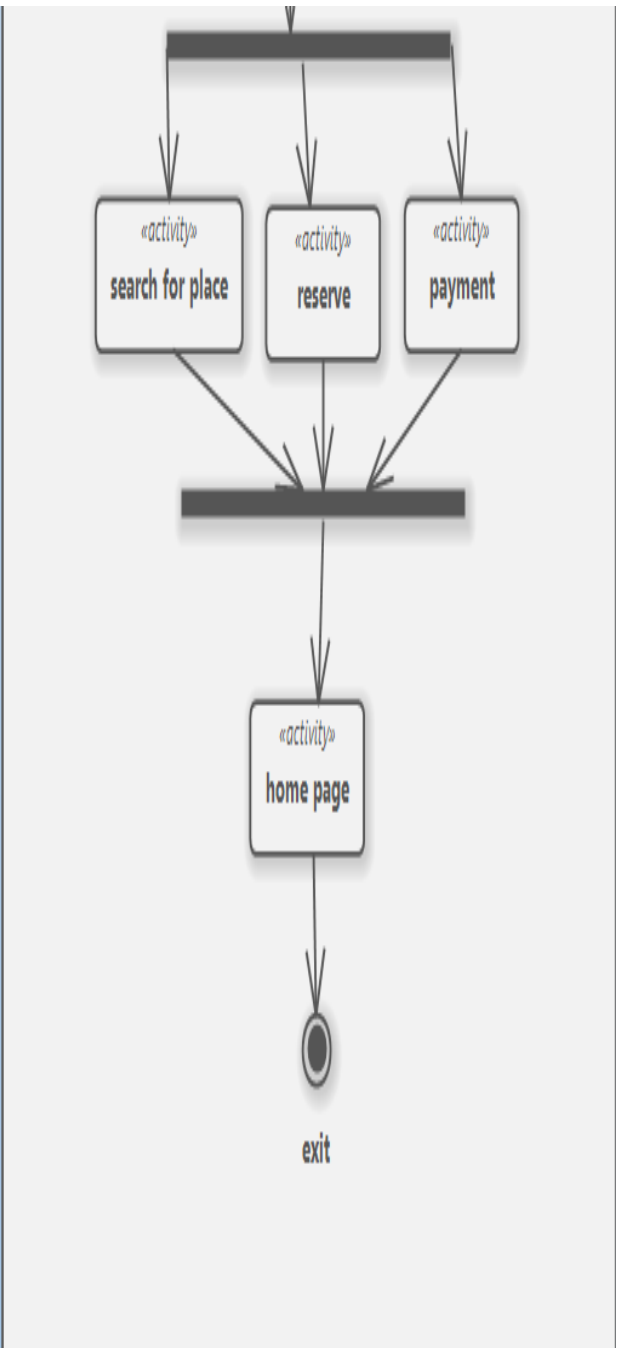 «activity»
search for place
«activity»
reserve
«activity»
payment
«activity»
home page
exit